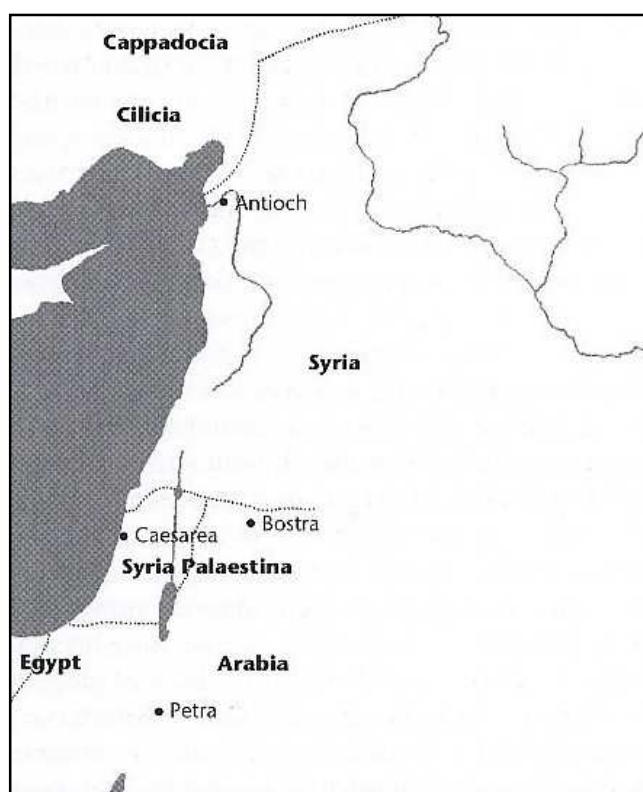 Cappadocia
Cilicia
Antioch
Syria
Bostra
Caesarea
Syria Palaestina
Egypt
Arabia
Petra